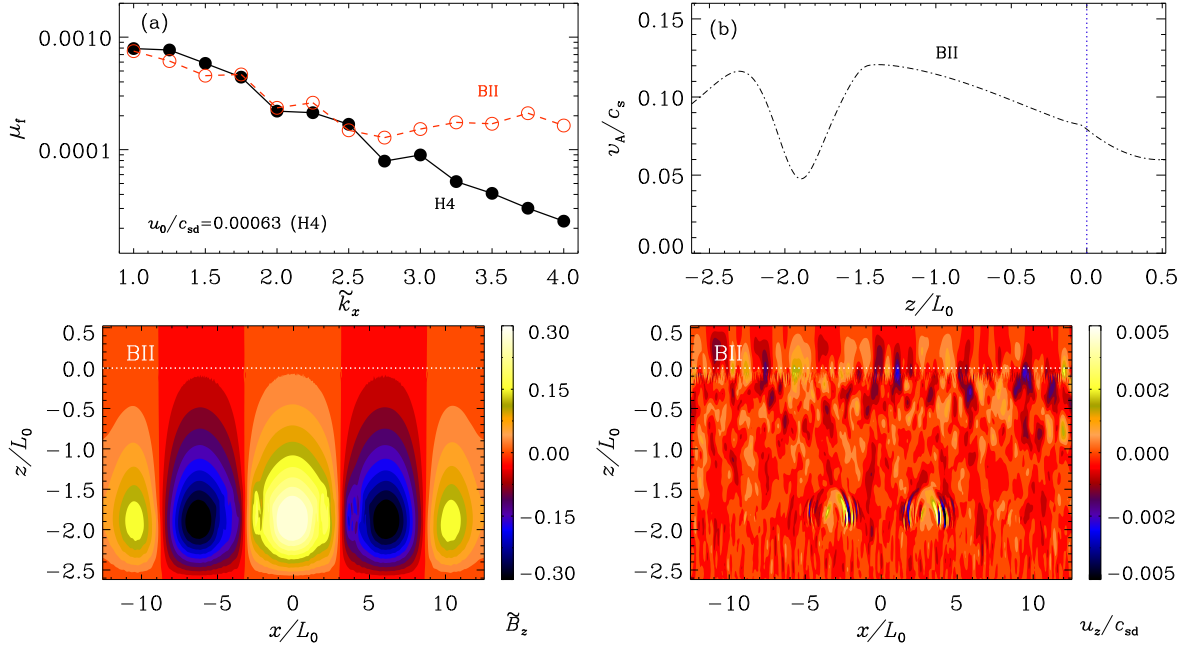 (a)
0.0010
0.0001
μ_f
BII
H4
u_0/c_sd=0.00063 (H4)
1.0 1.5 2.0 2.5 3.0 3.5 4.0
k̃_x
(b)
0.15
0.10
0.05
0.00
v_A/c_s
BII
−2.5 −2.0 −1.5 −1.0 −0.5 0.0 0.5
z/L_0
BII
0.5
0.0
−0.5
−1.0
−1.5
−2.0
−2.5
z/L_0
−10 −5 0 5 10
x/L_0
0.30
0.15
0.00
−0.15
−0.30
B̃_z
BII
0.5
0.0
−0.5
−1.0
−1.5
−2.0
−2.5
z/L_0
−10 −5 0 5 10
x/L_0
0.005
0.002
0.000
−0.002
−0.005
u_z/c_sd